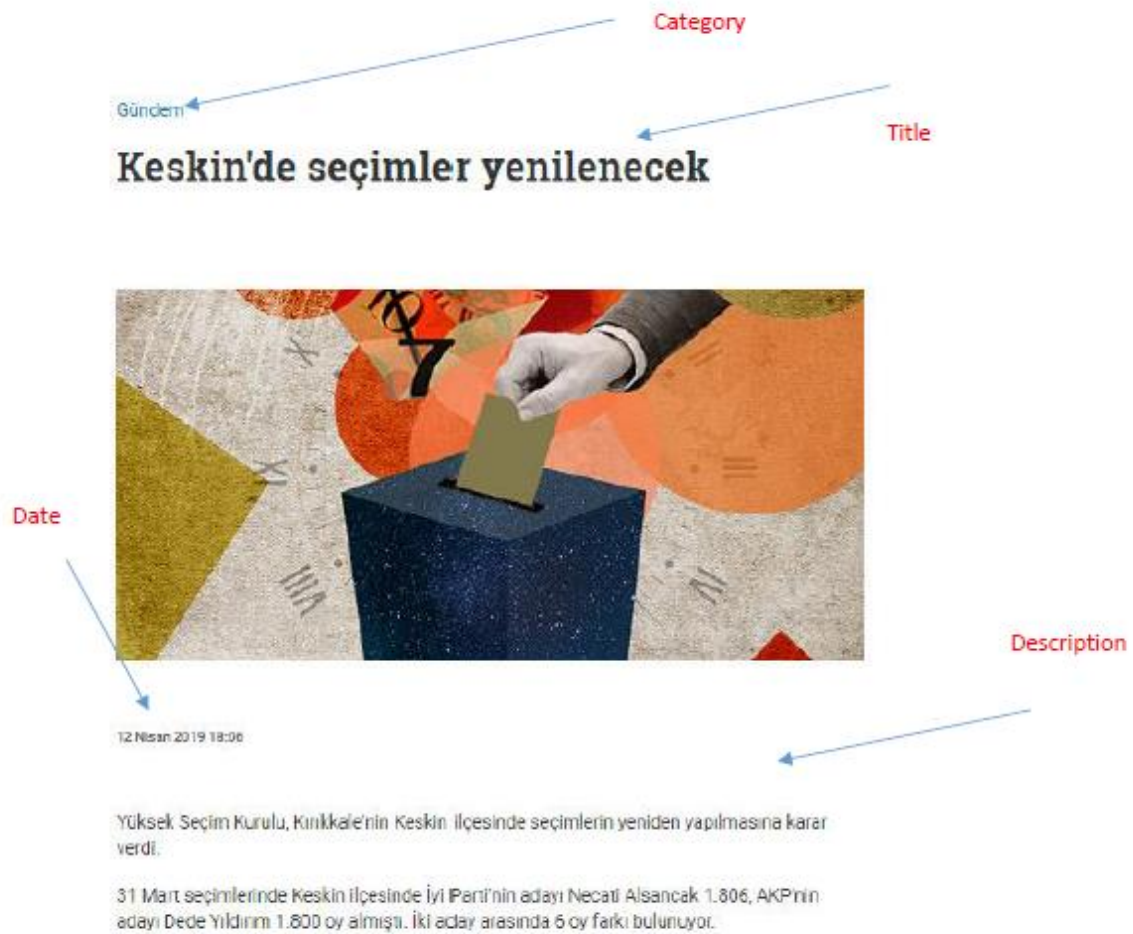 Category
Gündem
Title
Keskin'de seçimler yenilenecek
Date
Description
12 Nisan 2019 18:06
Yüksek Seçim Kurulu, Kırıkkale'nin Keskin ilçesinde seçimlerin yeniden yapılmasına karar
verdi.
31 Mart seçimlerinde Keskin ilçesinde İyi Parti'nin adayı Necati Alsancak 1.806, AKP'nin
adayı Dede Yıldırım 1.800 oy almıştı. İki aday arasında 6 oy farkı bulunuyor.